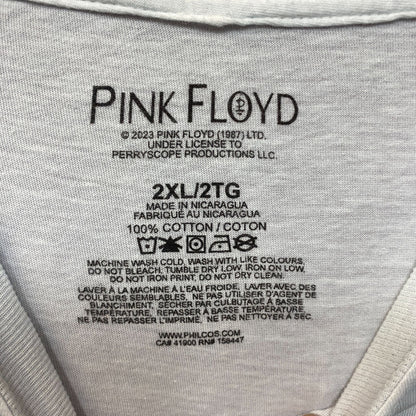 PINK FLOYD
© 2023 PINK FLOYD (1987) LTD.
UNDER LICENSE TO
PERRYSCOPE PRODUCTIONS LLC.
2XL/2TG
MADE IN NICARAGUA
FABRIQUÉ AU NICARAGUA
100% COTTON / COTON
MACHINE WASH COLD, WASH WITH LIKE COLOURS,
DO NOT BLEACH, TUMBLE DRY LOW, IRON ON LOW,
DO NOT IRON PRINT, DO NOT DRY CLEAN.
LAVER À LA MACHINE À L'EAU FROIDE, LAVER AVEC DES
COULEURS SEMBLABLES, NE PAS UTILISER D'AGENT DE
BLANCHIMENT, SÉCHER PAR CULBUTAGE À BASSE
TEMPÉRATURE, REPASSER À BASSE TEMPÉRATURE,
NE PAS REPASSER L'IMPRIMÉ, NE PAS NETTOYER À SEC.
WWW.PHILCOS.COM
CA# 41900 RN# 158447